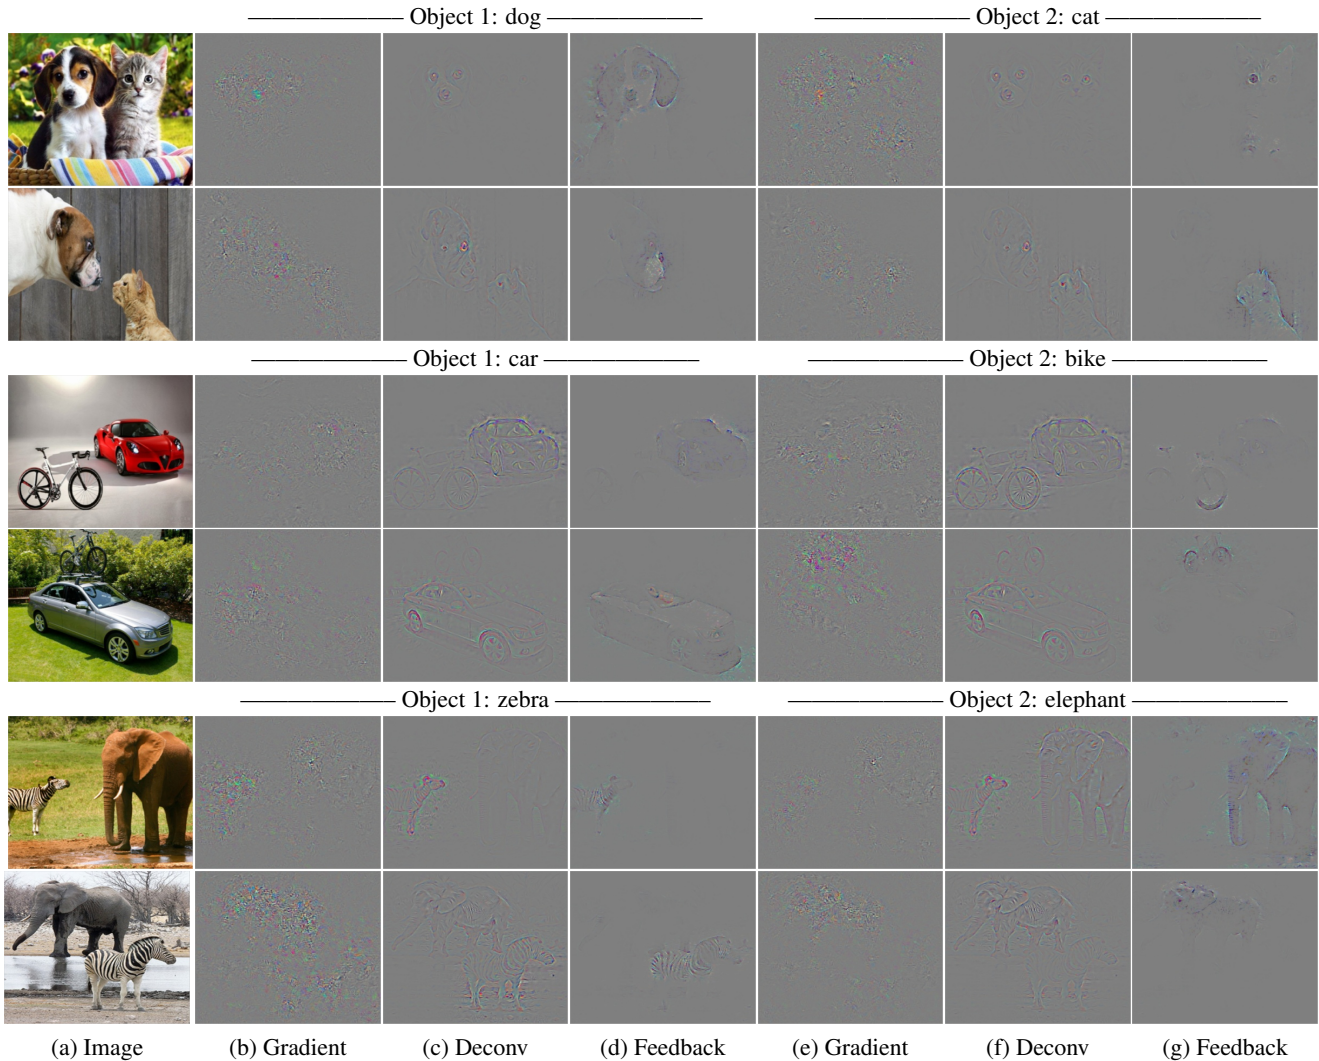 Object 1: dog
Object 2: cat
Object 1: car
Object 2: bike
Object 1: zebra
Object 2: elephant
(a) Image
(b) Gradient
(c) Deconv
(d) Feedback
(e) Gradient
(f) Deconv
(g) Feedback